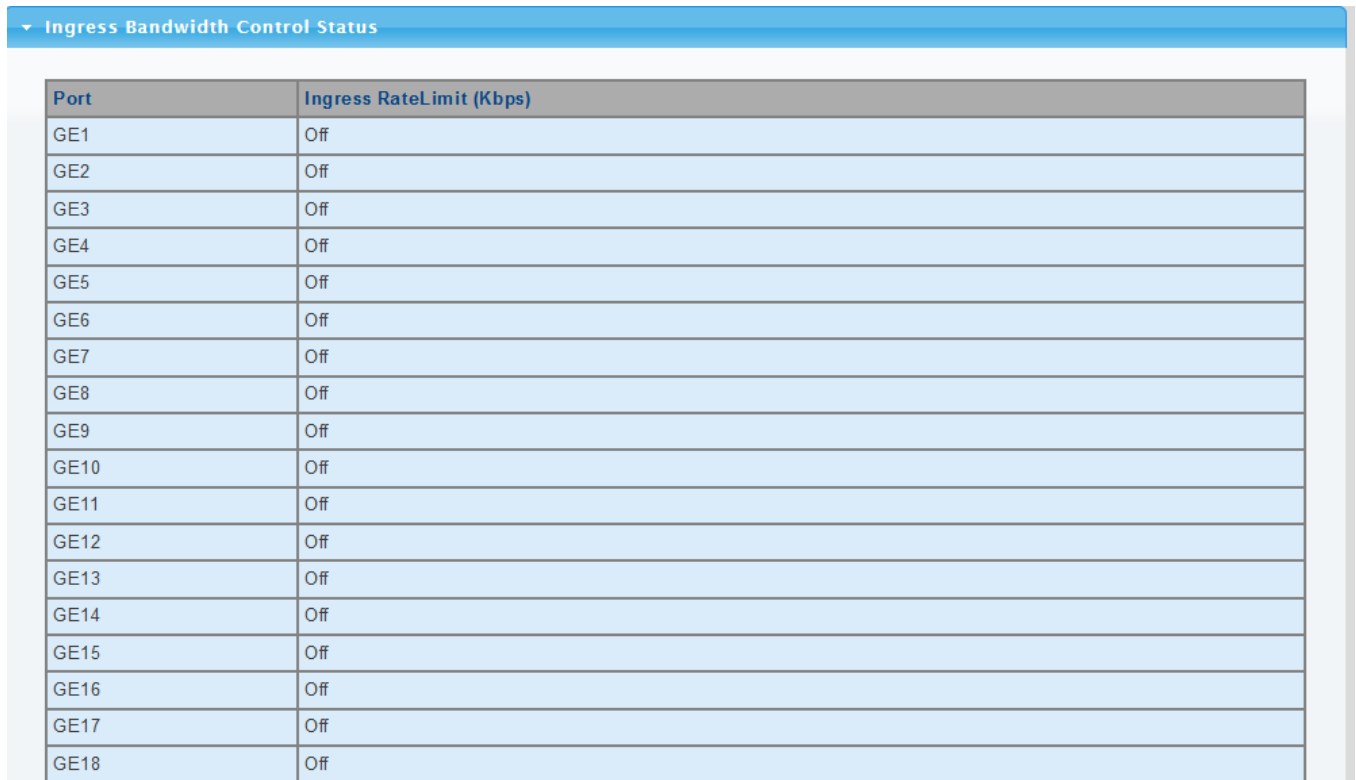 Ingress Bandwidth Control Status
Port Ingress RateLimit (Kbps)
GE1 Off
GE2 Off
GE3 Off
GE4 Off
GE5 Off
GE6 Off
GE7 Off
GE8 Off
GE9 Off
GE10 Off
GE11 Off
GE12 Off
GE13 Off
GE14 Off
GE15 Off
GE16 Off
GE17 Off
GE18 Off